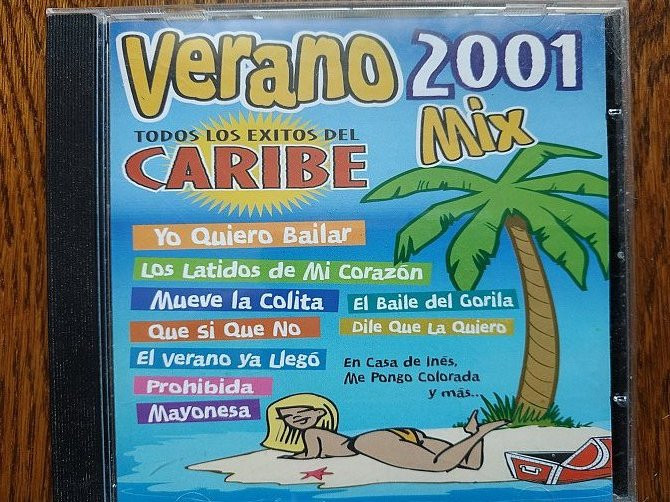 Verano 2001
Mix
TODOS LOS EXITOS DEL
CARIBE
Yo Quiero Bailar
Los Latidos de Mi Corazón
Mueve la Colita
El Baile del Gorila
Que si Que No
Dile Que La Quiero
El verano ya Llegó
En Casa de Inés,
Me Pongo Colorada
y más...
Prohibida
Mayonesa